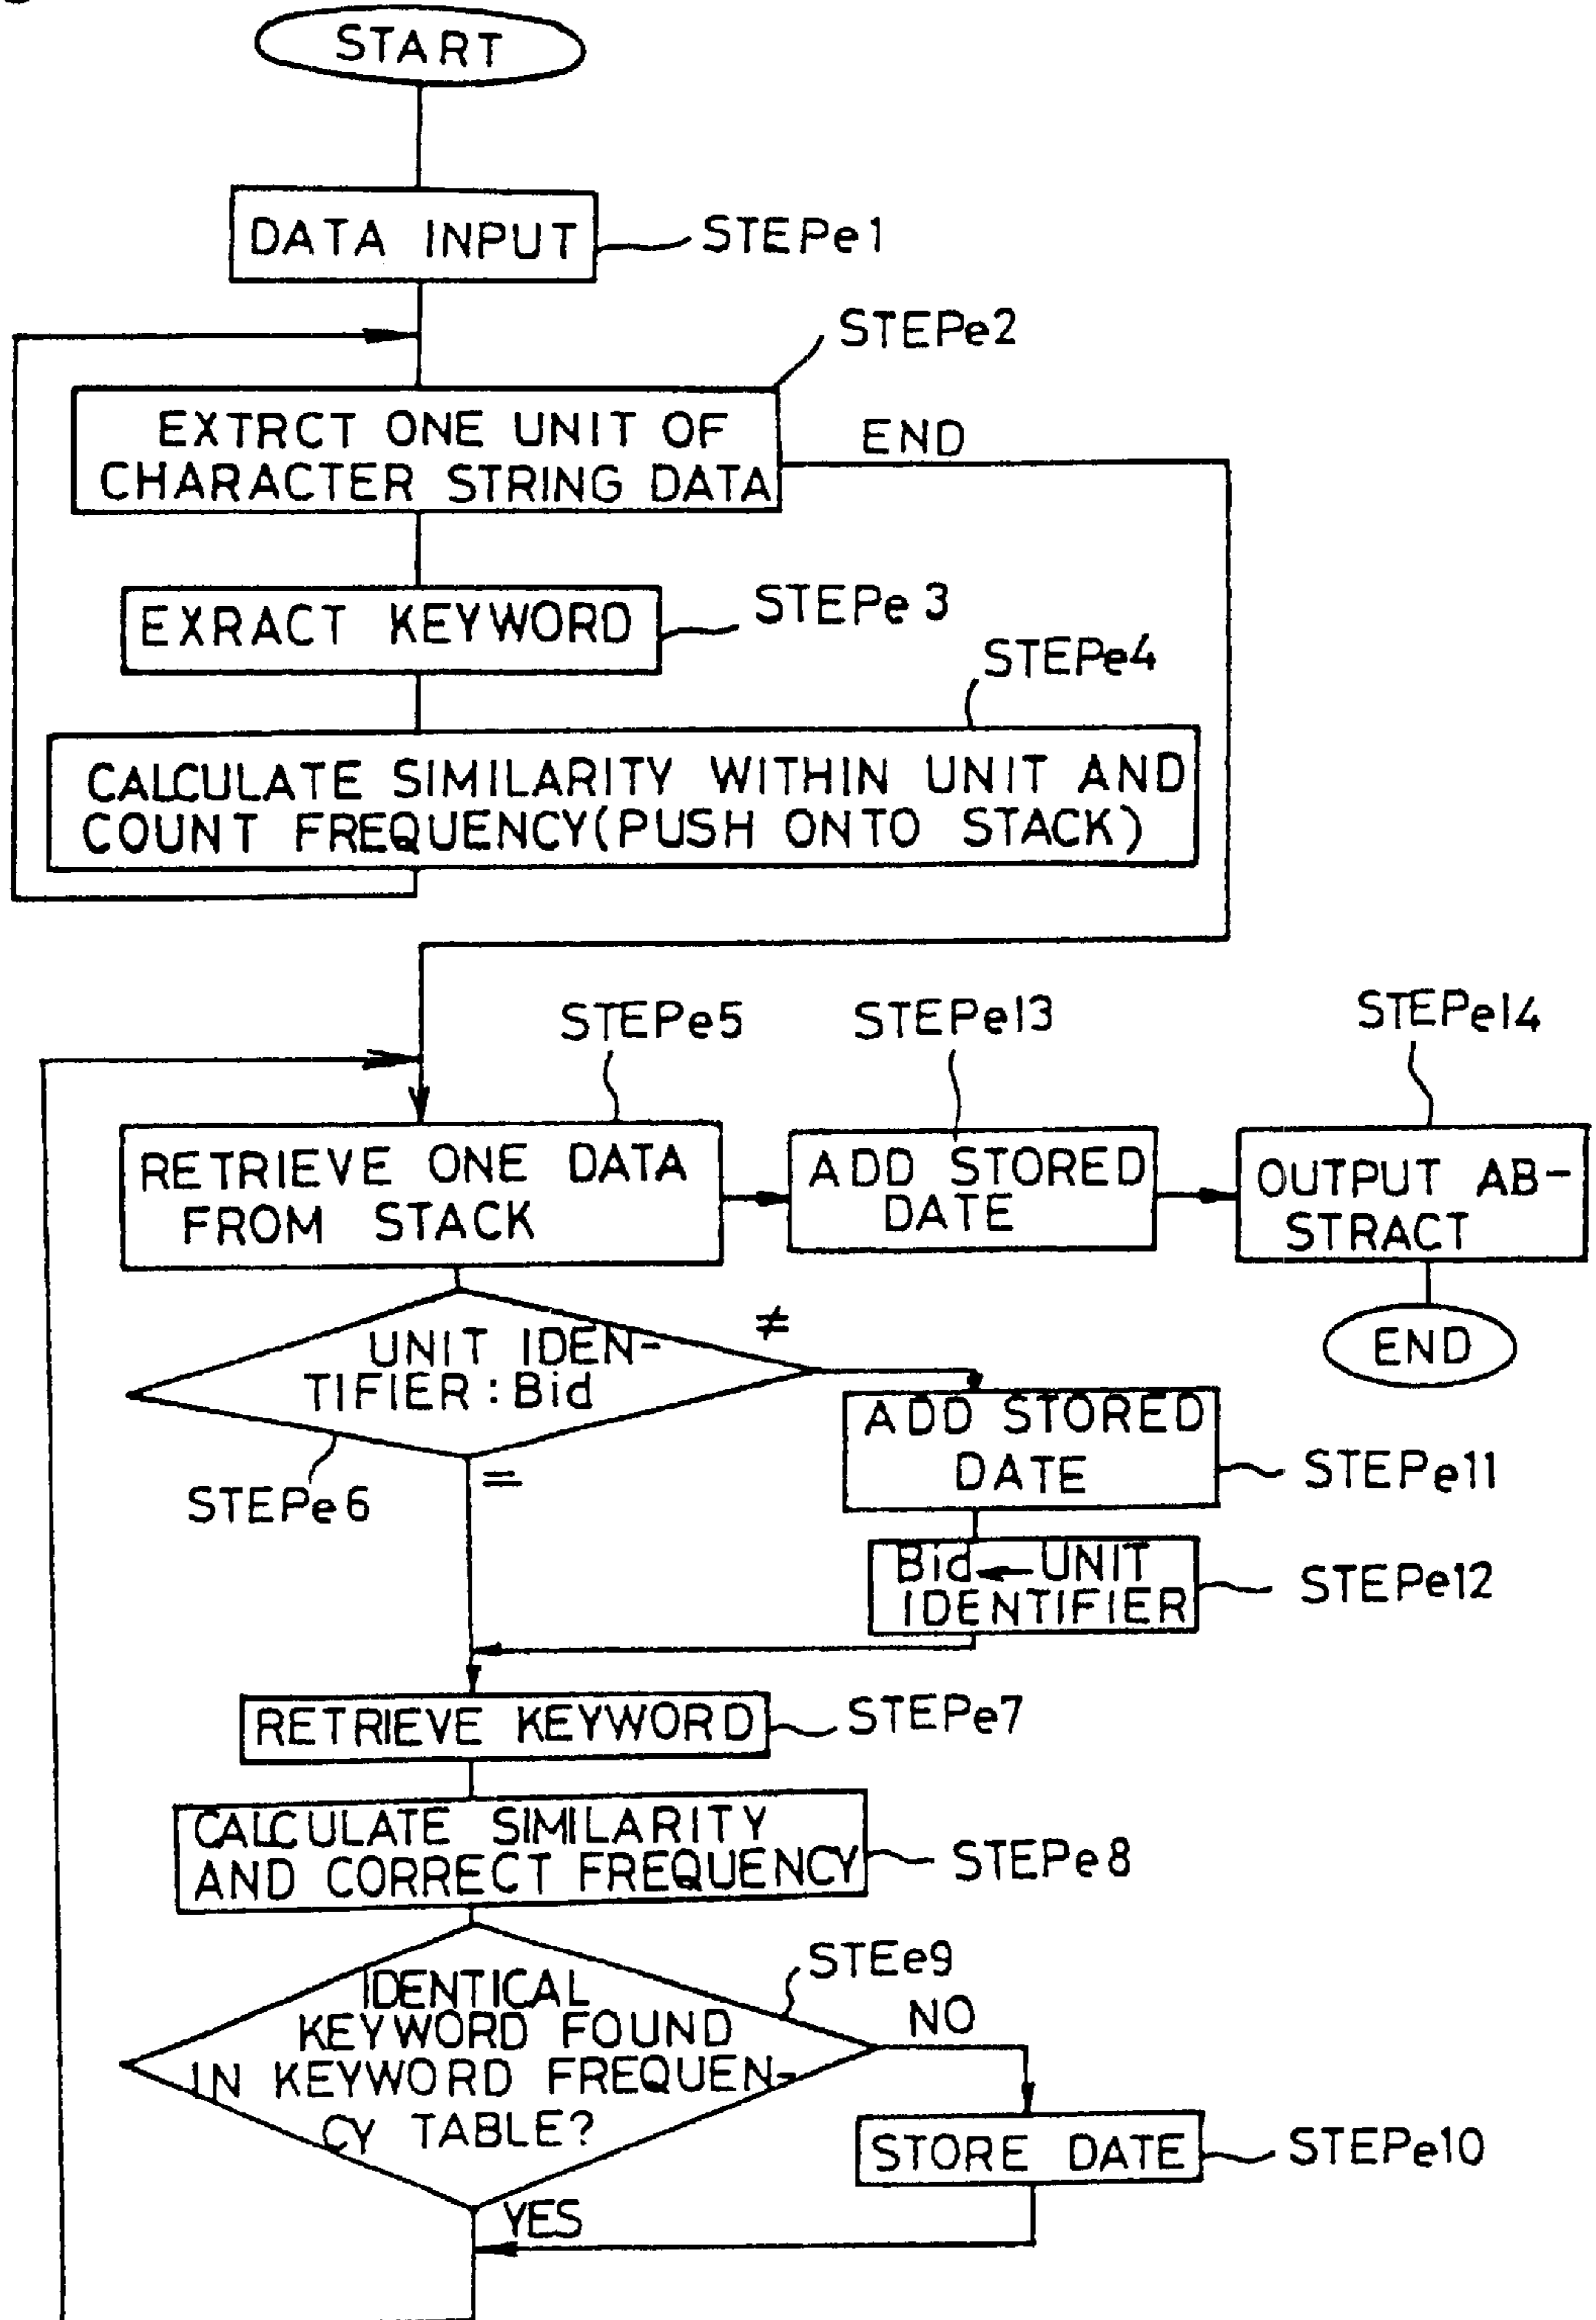 START
DATA INPUT
STEPe1
STEPe2
EXTRCT ONE UNIT OF
CHARACTER STRING DATA
END
EXRACT KEYWORD
STEPe3
STEPe4
CALCULATE SIMILARITY WITHIN UNIT AND
COUNT FREQUENCY(PUSH ONTO STACK)
STEPe5
STEPe13
STEPe14
RETRIEVE ONE DATA
FROM STACK
ADD STORED
DATE
OUTPUT AB-
STRACT
END
UNIT IDEN-
TIFIER : Bid
≠
=
STEPe6
ADD STORED
DATE
STEPe11
Bid ← UNIT
IDENTIFIER
STEPe12
RETRIEVE KEYWORD
STEPe7
CALCULATE SIMILARITY
AND CORRECT FREQUENCY
STEPe8
IDENTICAL
KEYWORD FOUND
IN KEYWORD FREQUEN-
CY TABLE?
STEe9
NO
STORE DATE
STEPe10
YES